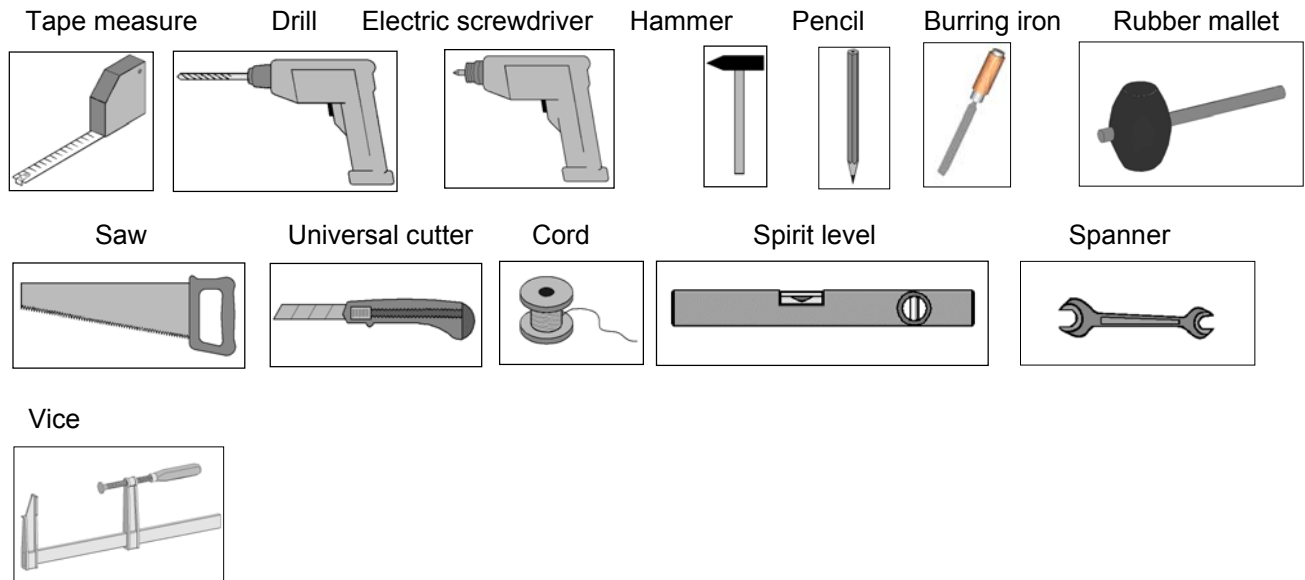 Tape measure Drill Electric screwdriver Hammer Pencil Burring iron Rubber mallet
Saw Universal cutter Cord Spirit level Spanner
Vice